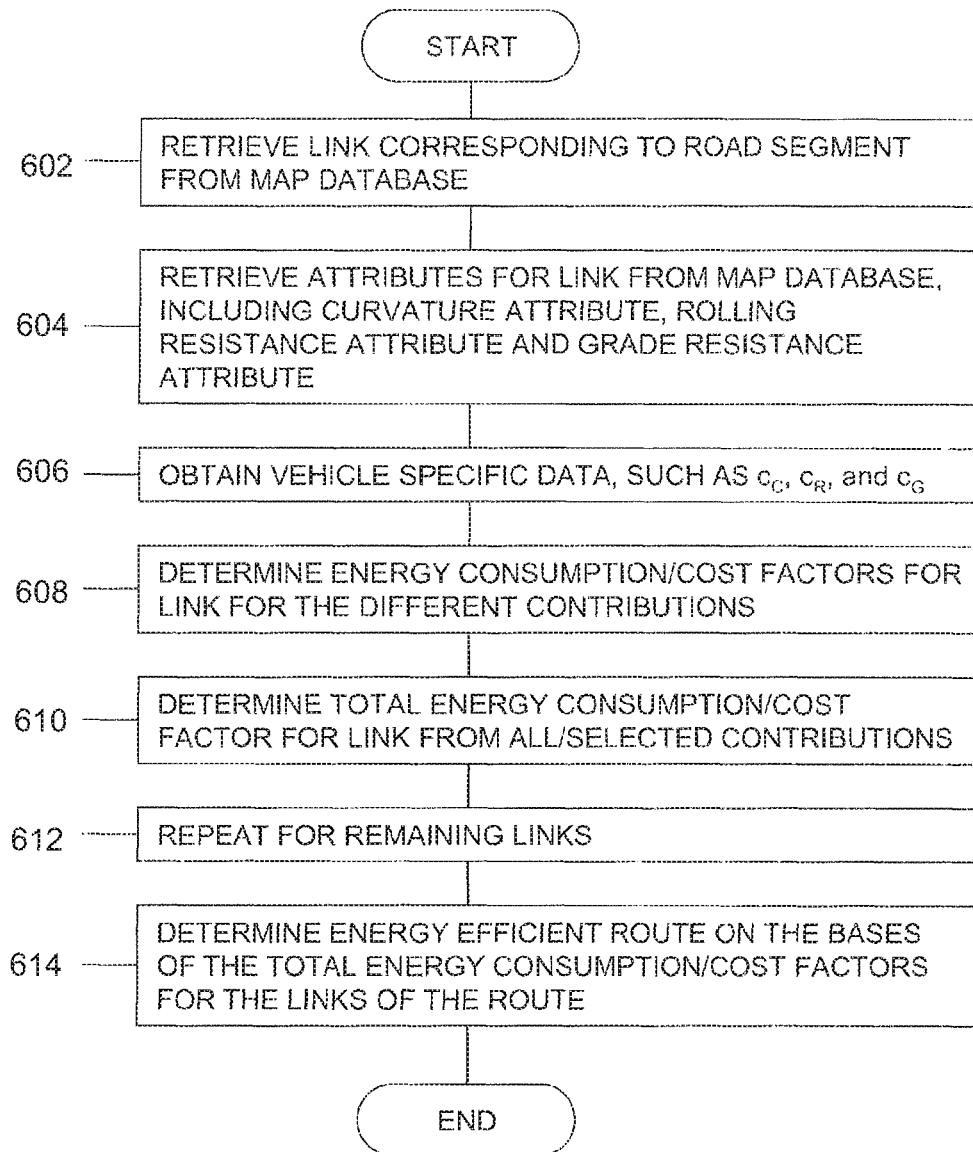 START
602
RETRIEVE LINK CORRESPONDING TO ROAD SEGMENT
FROM MAP DATABASE
604
RETRIEVE ATTRIBUTES FOR LINK FROM MAP DATABASE,
INCLUDING CURVATURE ATTRIBUTE, ROLLING
RESISTANCE ATTRIBUTE AND GRADE RESISTANCE
ATTRIBUTE
606
OBTAIN VEHICLE SPECIFIC DATA, SUCH AS c_C, c_R, and c_G
608
DETERMINE ENERGY CONSUMPTION/COST FACTORS FOR
LINK FOR THE DIFFERENT CONTRIBUTIONS
610
DETERMINE TOTAL ENERGY CONSUMPTION/COST
FACTOR FOR LINK FROM ALL/SELECTED CONTRIBUTIONS
612
REPEAT FOR REMAINING LINKS
614
DETERMINE ENERGY EFFICIENT ROUTE ON THE BASES
OF THE TOTAL ENERGY CONSUMPTION/COST FACTORS
FOR THE LINKS OF THE ROUTE
END